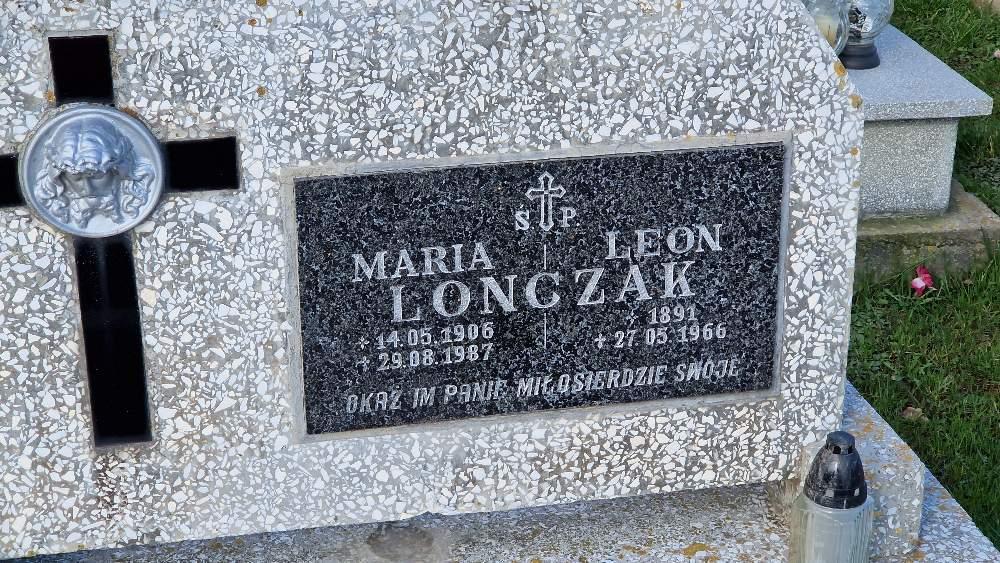 Ś P.
MARIA LEON
LONCZAK
÷ 14.05.1906 ÷ 1891
+ 29.08.1987 + 27 05 1966
OKAŻ IM PANIE MIŁOSIERDZIE SWOJE